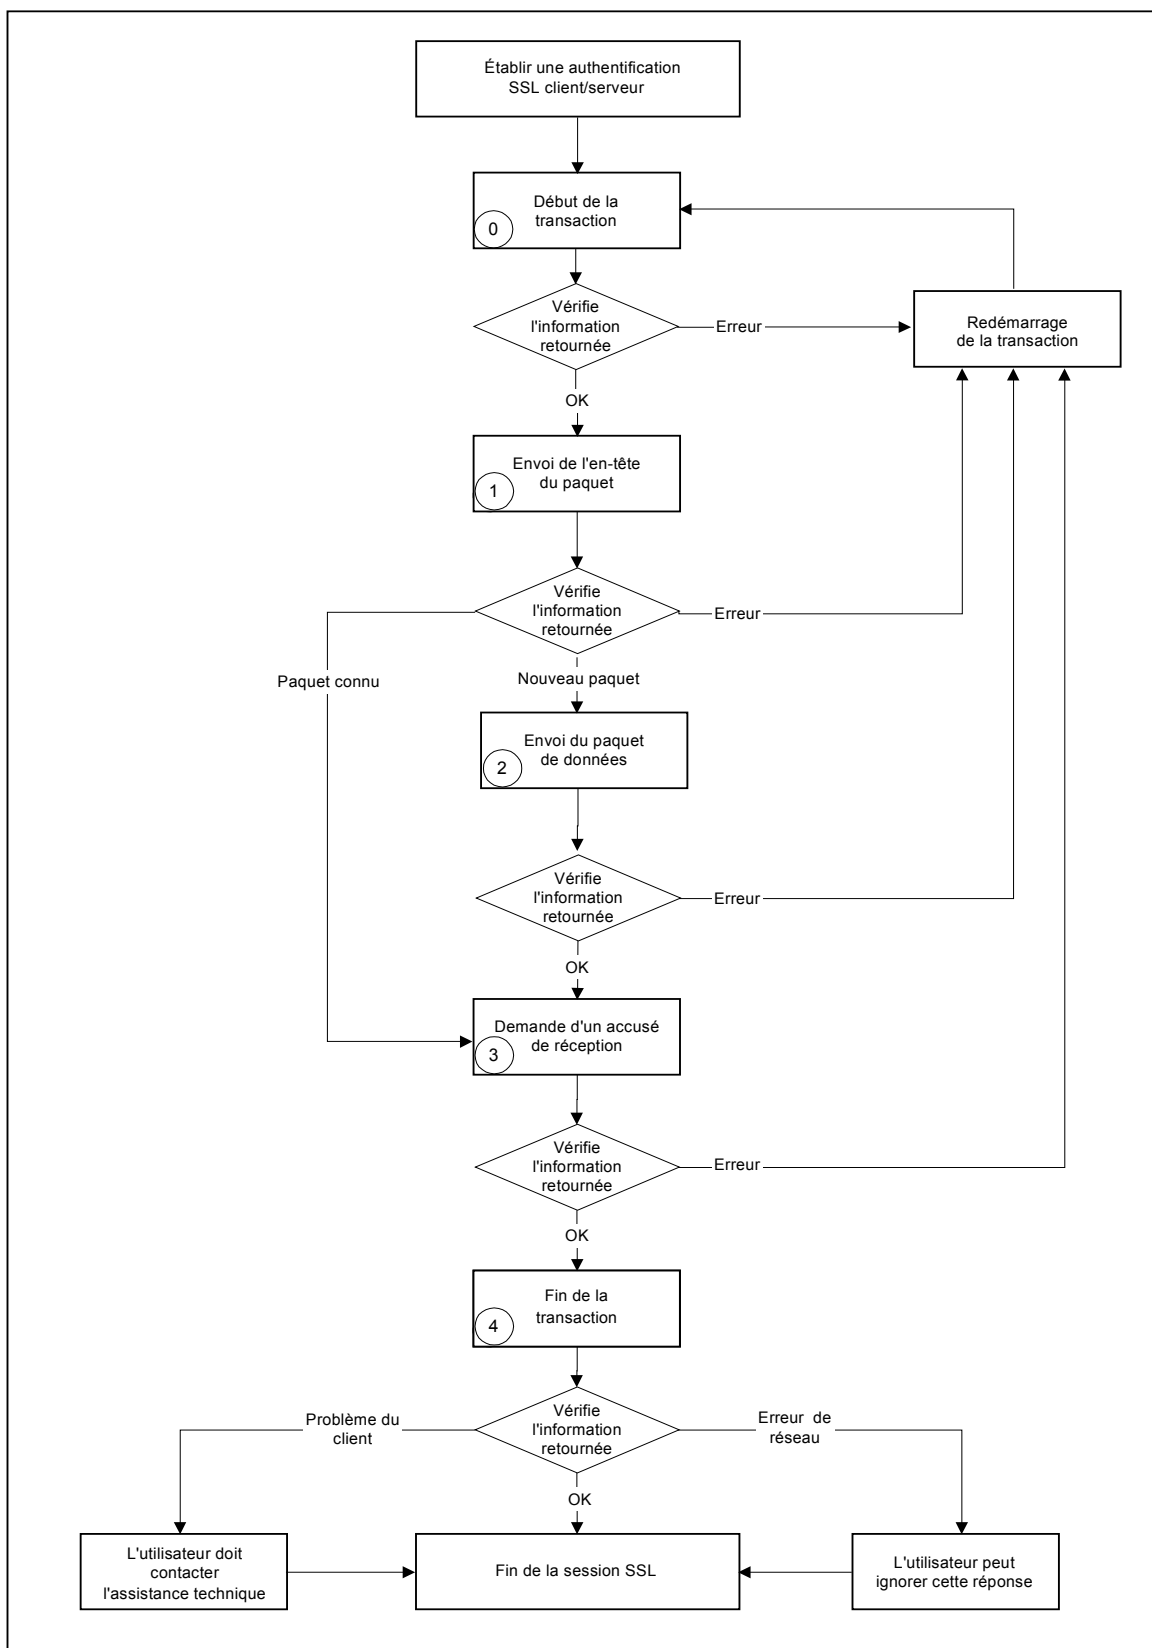 Établir une authentification
SSL client/serveur
Début de la
transaction
0
Vérifie
l'information
retournée
Erreur
Redémarrage
de la transaction
OK
Envoi de l'en-tête
du paquet
1
Vérifie
l'information
retournée
Erreur
Paquet connu
Nouveau paquet
Envoi du paquet
de données
2
Vérifie
l'information
retournée
Erreur
OK
Demande d'un accusé
de réception
3
Vérifie
l'information
retournée
Erreur
OK
Fin de la
transaction
4
Problème du
client
Vérifie
l'information
retournée
Erreur de
réseau
OK
L'utilisateur doit
contacter
l'assistance technique
Fin de la session SSL
L'utilisateur peut
ignorer cette réponse